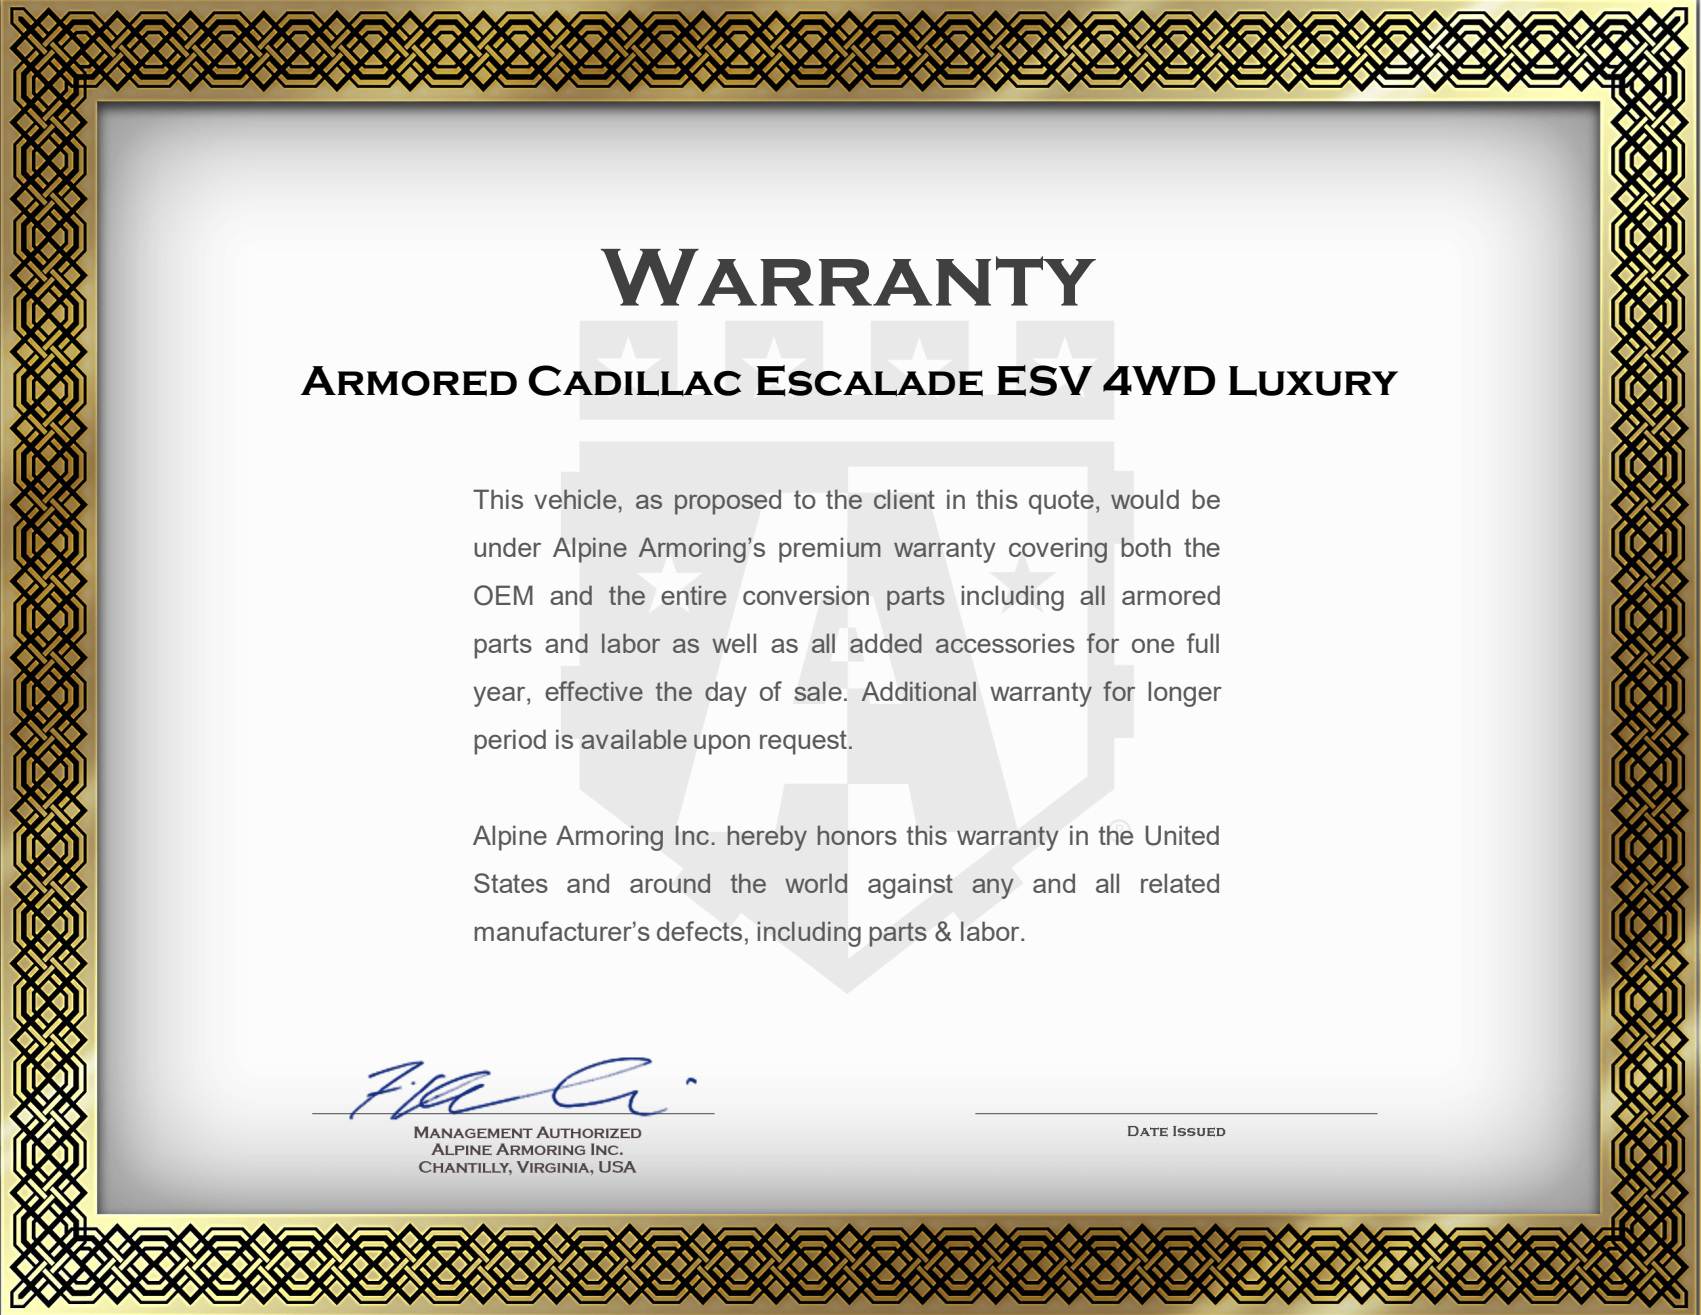 WARRANTY
ARMORED CADILLAC ESCALADE ESV 4WD LUXURY
This vehicle, as proposed to the client in this quote, would be
under Alpine Armoring’s premium warranty covering both the
OEM and the entire conversion parts including all armored
parts and labor as well as all added accessories for one full
year, effective the day of sale. Additional warranty for longer
period is available upon request.
Alpine Armoring Inc. hereby honors this warranty in the United
States and around the world against any and all related
manufacturer’s defects, including parts & labor.
MANAGEMENT AUTHORIZED
ALPINE ARMORING INC.
CHANTILLY, VIRGINIA, USA
DATE ISSUED